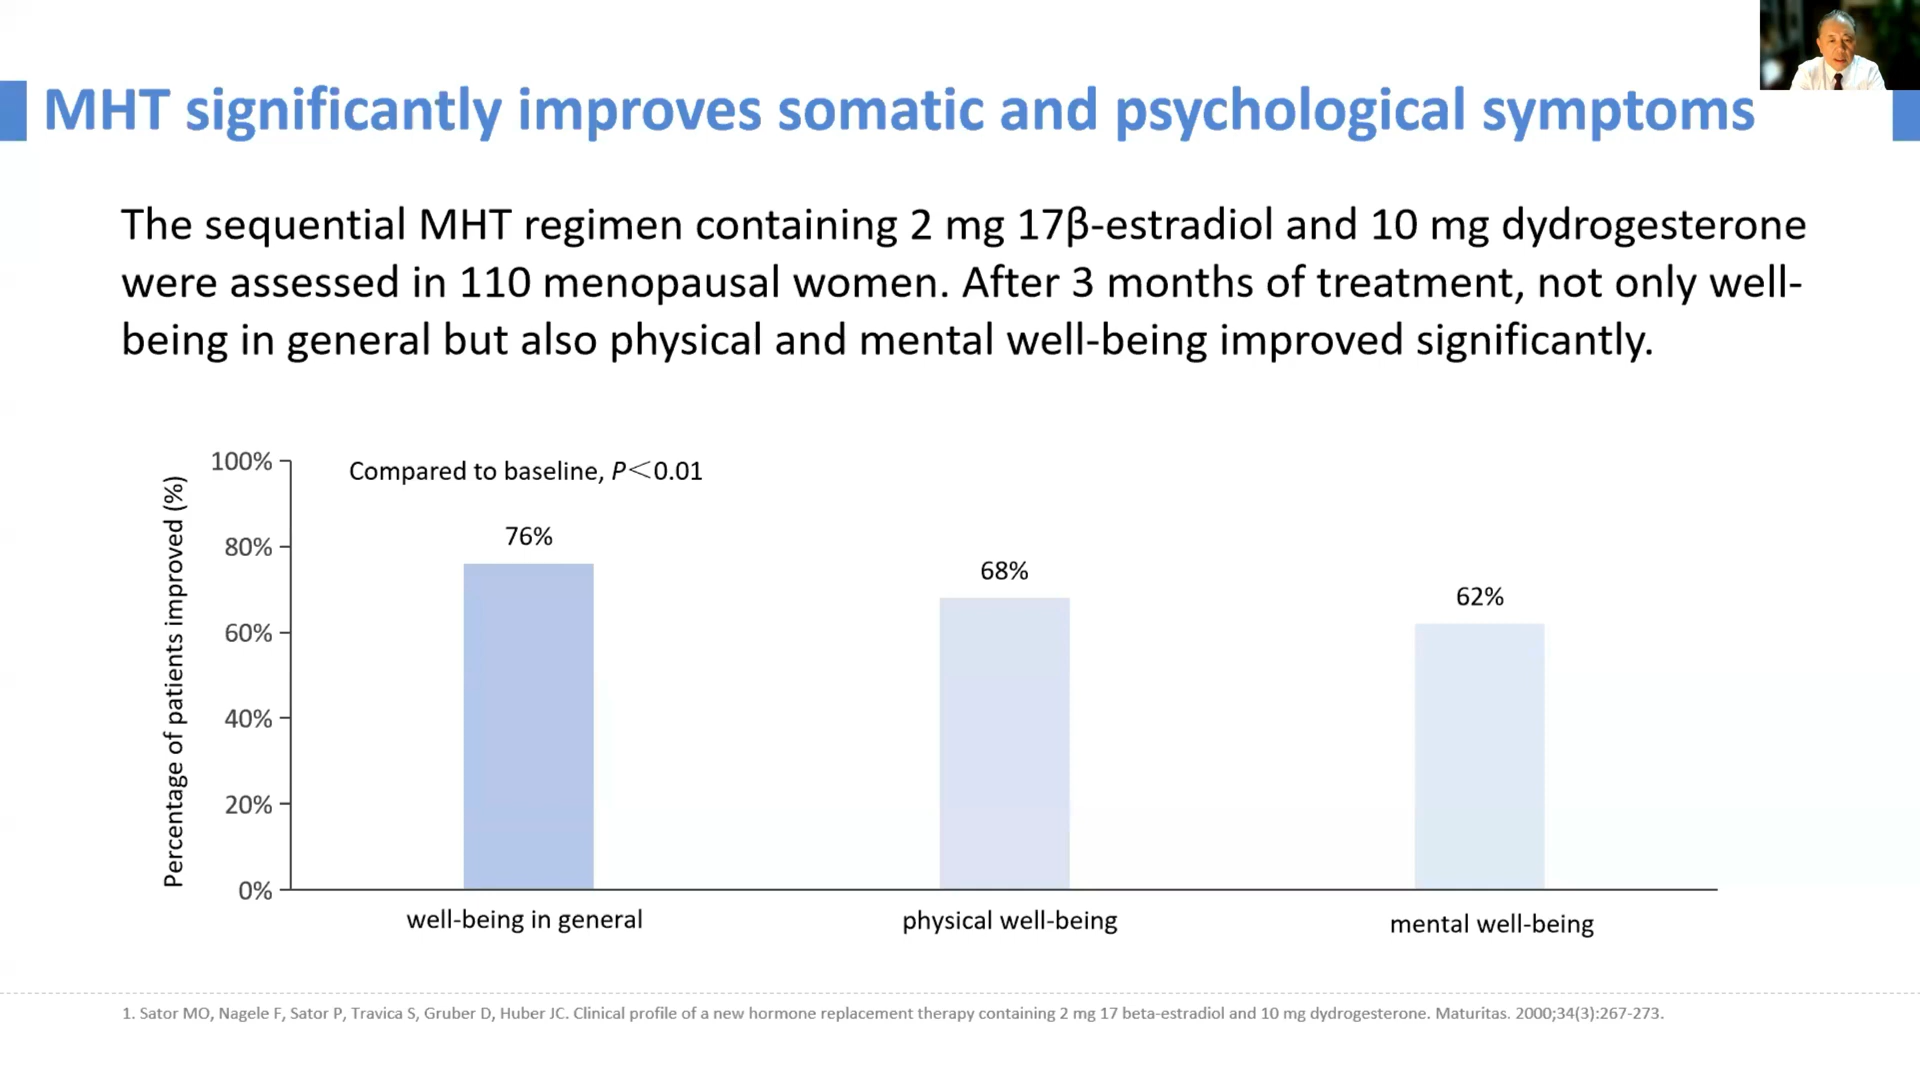 MHT significantly improves somatic and psychological symptoms
The sequential MHT regimen containing 2 mg 17β-estradiol and 10 mg dydrogesterone
were assessed in 110 menopausal women. After 3 months of treatment, not only well-
being in general but also physical and mental well-being improved significantly.
Percentage of patients improved (%)
100%
80%
60%
40%
20%
0%
Compared to baseline, P<0.01
76%
68%
62%
well-being in general
physical well-being
mental well-being
1. Sator MO, Nagele F, Sator P, Travica S, Gruber D, Huber JC. Clinical profile of a new hormone replacement therapy containing 2 mg 17 beta-estradiol and 10 mg dydrogesterone. Maturitas. 2000;34(3):267-273.